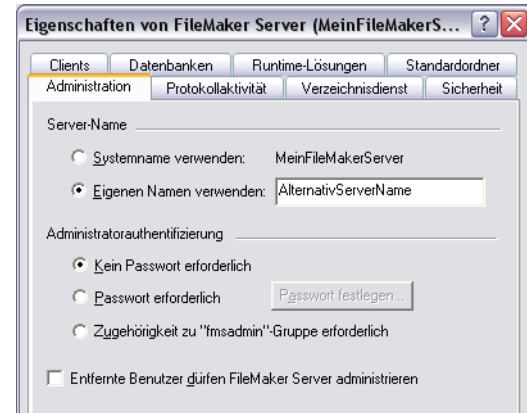 Eigenschaften von FileMaker Server (MeinFileMakerS...
Clients Datenbanken Runtime-Lösungen Standardordner
Administration Protokollaktivität Verzeichnisdienst Sicherheit
Server-Name
Systemname verwenden: MeinFileMakerServer
Eigenen Namen verwenden: AlternativServerName
Administratorauthentifizierung
Kein Passwort erforderlich
Passwort erforderlich Passwort festlegen...
Zugehörigkeit zu "fmsadmin"-Gruppe erforderlich
Entfernte Benutzer dürfen FileMaker Server administrieren